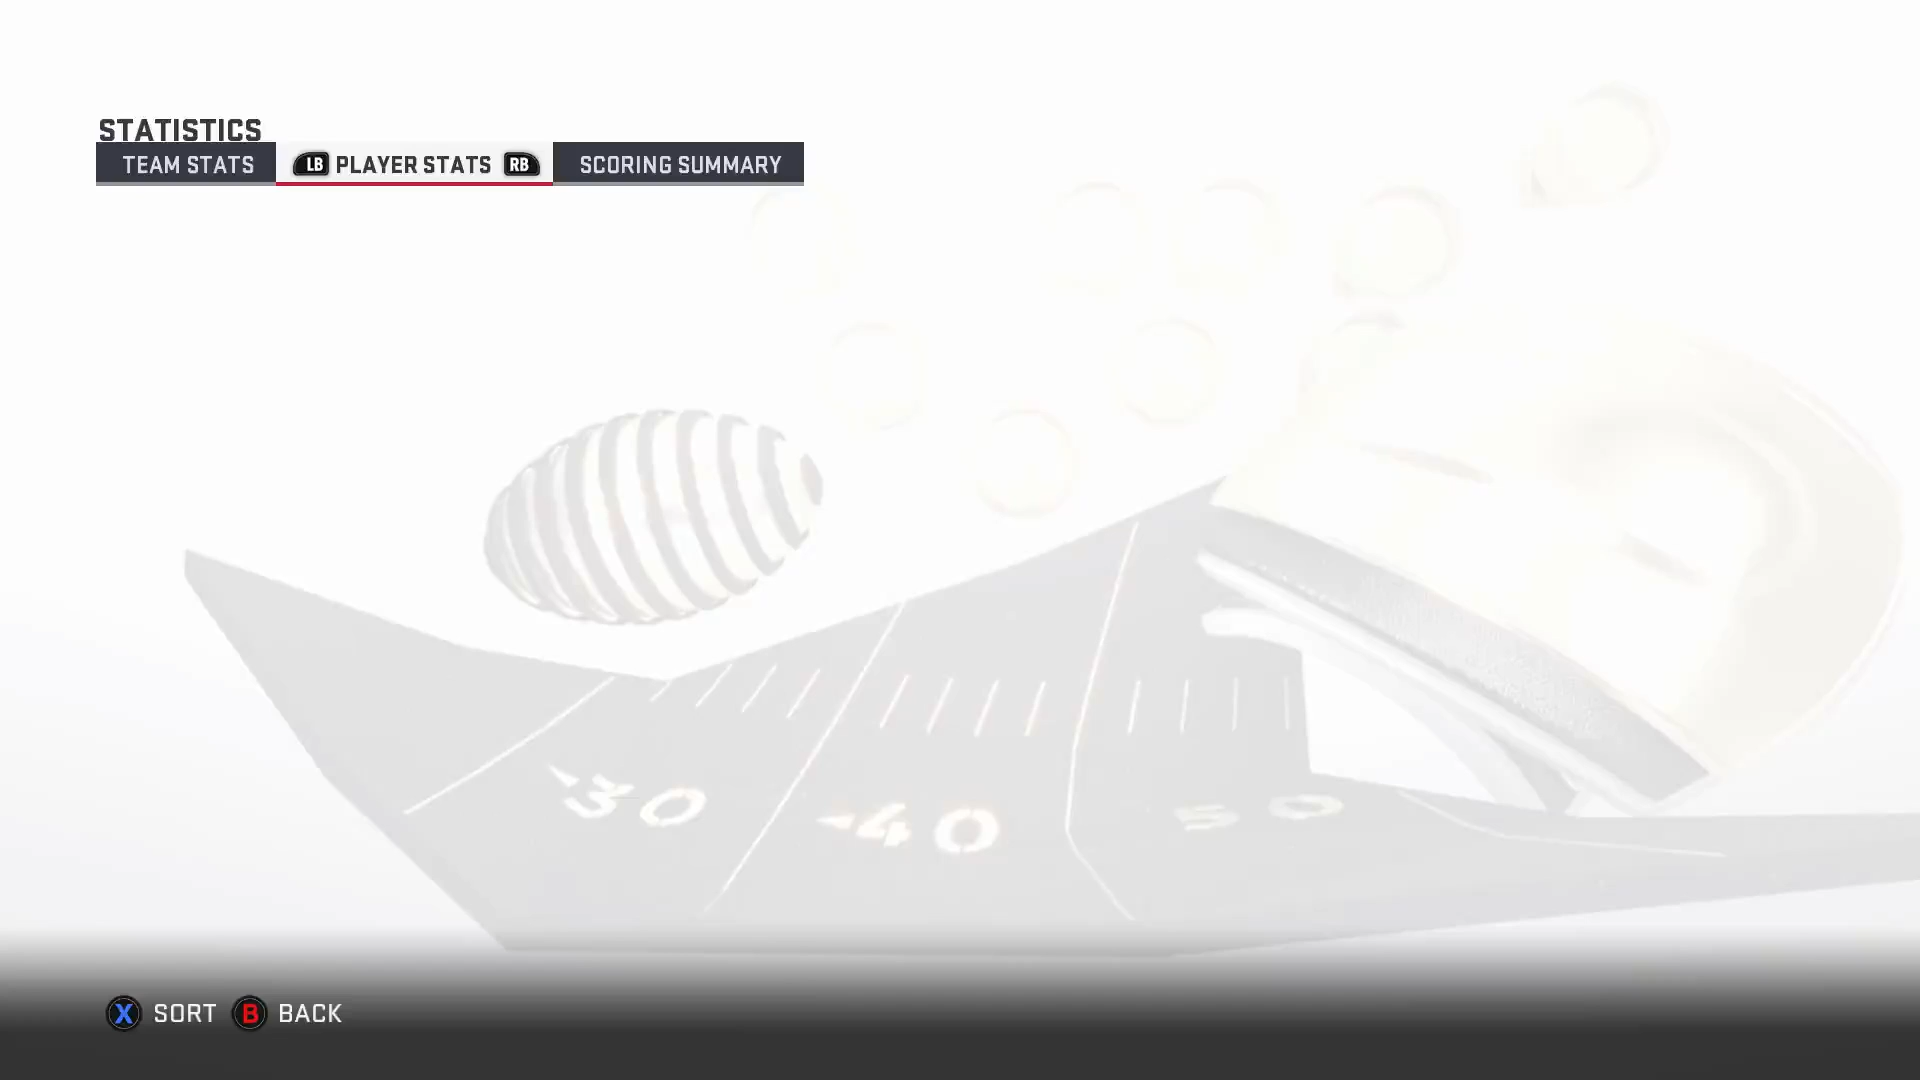 STATISTICS
TEAM STATS LB PLAYER STATS RB SCORING SUMMARY
30 40 50
X SORT B BACK